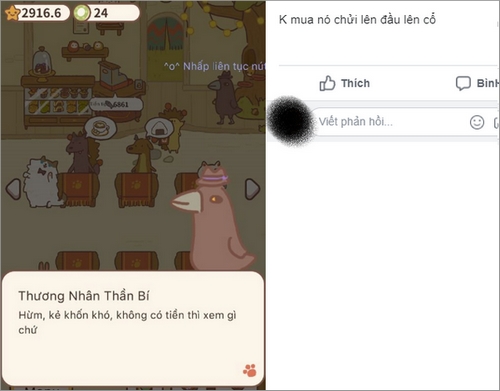 2916.6
24
^o^ Nhấp liên tục nút
6861
Thương Nhân Thần Bí
Hừm, kẻ khốn khó, không có tiền thì xem gì
chứ
K mua nó chửi lên đầu lên cổ
Thích
Bình
Viết phản hồi...